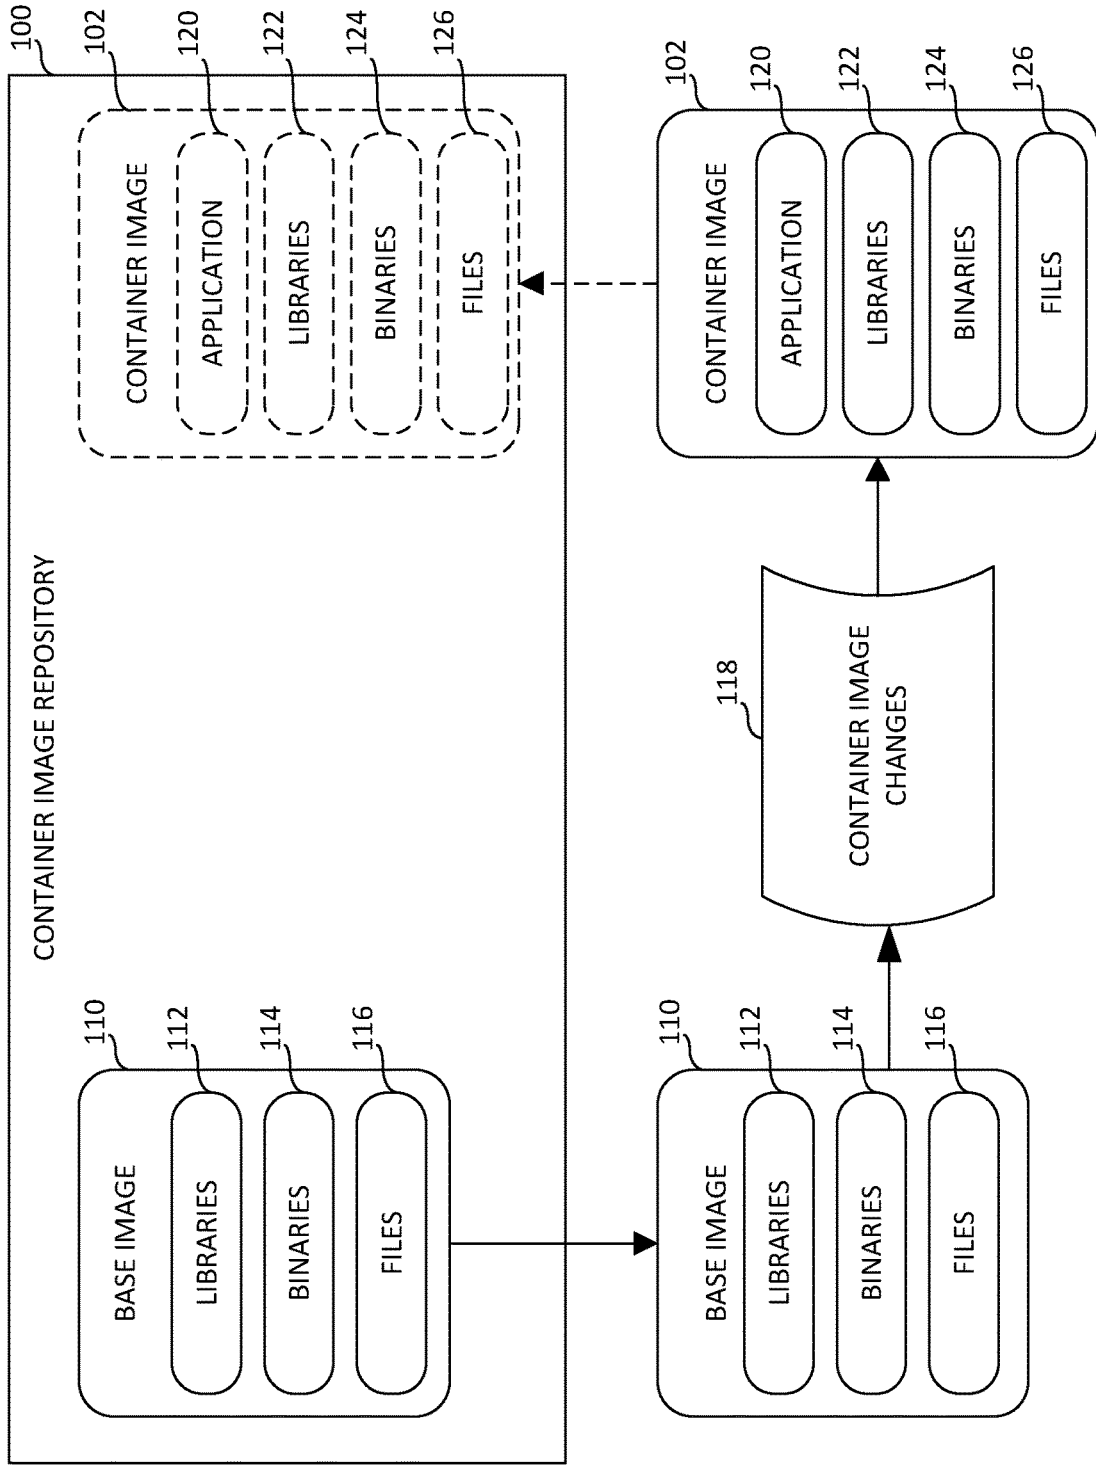 CONTAINER IMAGE REPOSITORY
100
BASE IMAGE
110
LIBRARIES
112
BINARIES
114
FILES
116
CONTAINER IMAGE
102
APPLICATION
120
LIBRARIES
122
BINARIES
124
FILES
126
BASE IMAGE
110
LIBRARIES
112
BINARIES
114
FILES
116
118
CONTAINER IMAGE
CHANGES
CONTAINER IMAGE
102
APPLICATION
120
LIBRARIES
122
BINARIES
124
FILES
126